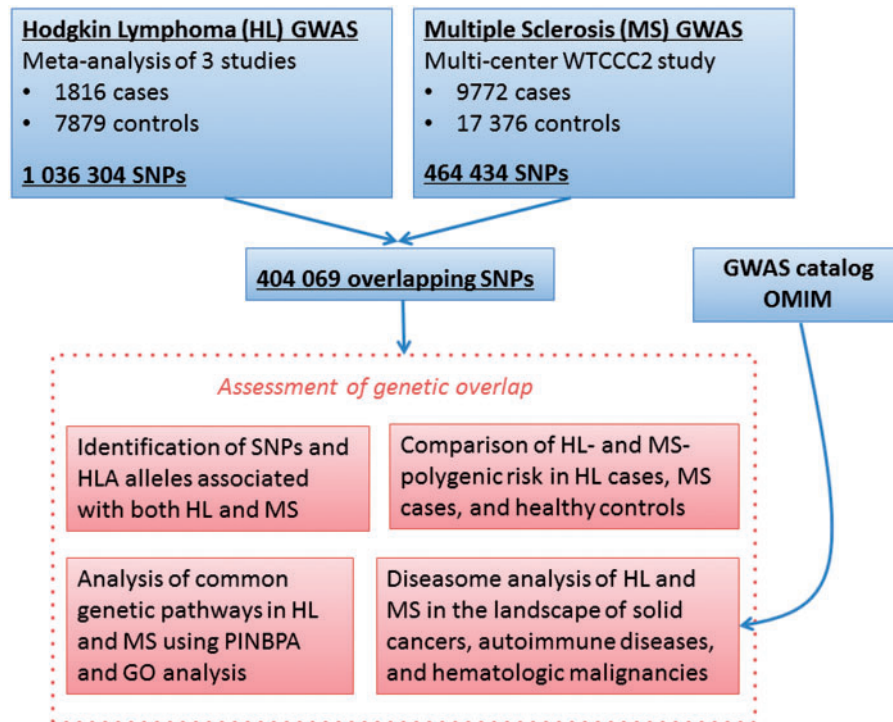 Hodgkin Lymphoma (HL) GWAS
Meta-analysis of 3 studies
• 1816 cases
• 7879 controls
1 036 304 SNPs
Multiple Sclerosis (MS) GWAS
Multi-center WTCCC2 study
• 9772 cases
• 17 376 controls
464 434 SNPs
404 069 overlapping SNPs
GWAS catalog
OMIM
Assessment of genetic overlap
Identification of SNPs and
HLA alleles associated
with both HL and MS
Comparison of HL- and MS-
polygenic risk in HL cases, MS
cases, and healthy controls
Analysis of common
genetic pathways in HL
and MS using PINBPA
and GO analysis
Diseasome analysis of HL and
MS in the landscape of solid
cancers, autoimmune diseases,
and hematologic malignancies